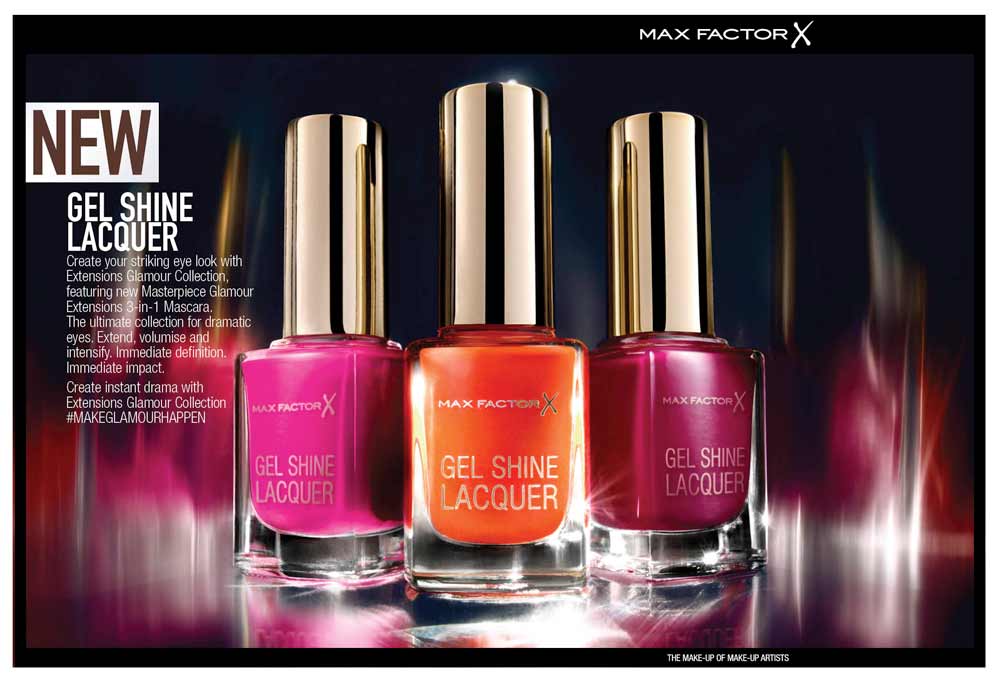 MAX FACTOR X
NEW
GEL SHINE
LACQUER
Create your striking eye look with
Extensions Glamour Collection,
featuring new Masterpiece Glamour
Extensions 3-in-1 Mascara.
The ultimate collection for dramatic
eyes. Extend, volumise and
intensify. Immediate definition.
Immediate impact.
Create instant drama with
Extensions Glamour Collection
#MAKEGLAMOURHAPPEN
MAX FACTOR X
GEL SHINE
LACQUER
MAX FACTOR X
GEL SHINE
LACQUER
MAX FACTOR X
GEL SHINE
LACQUER
THE MAKE-UP OF MAKE-UP ARTISTS